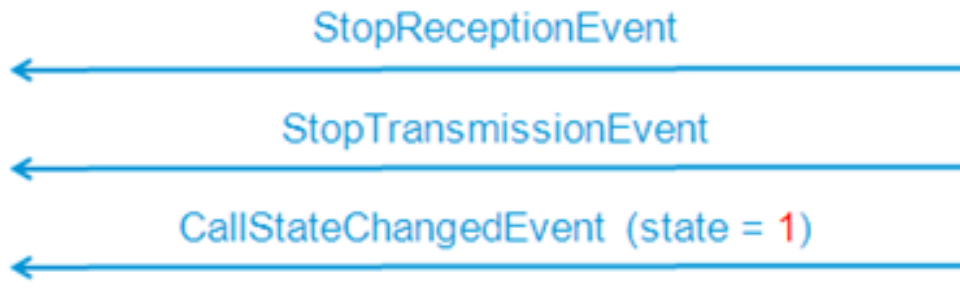 StopReceptionEvent
StopTransmissionEvent
CallStateChangedEvent (state = 1)